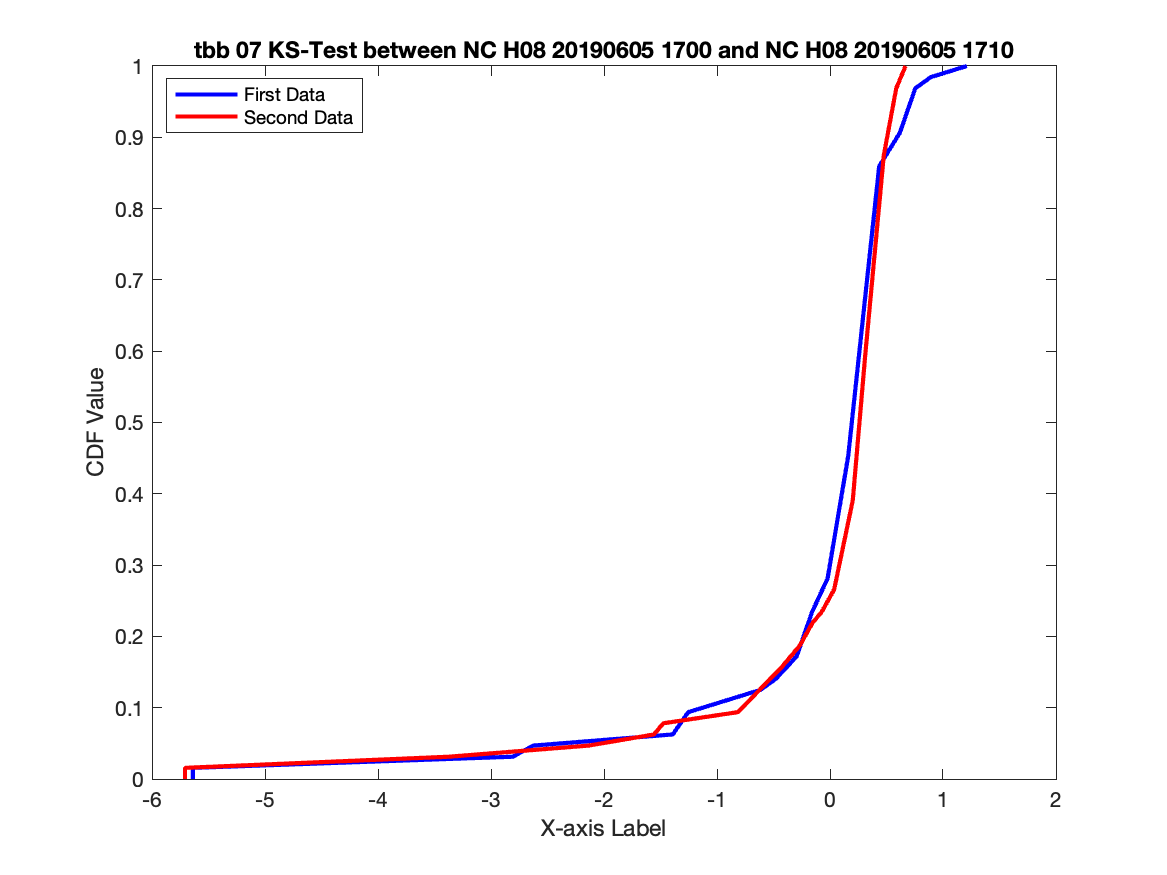 tbb 07 KS-Test between NC H08 20190605 1700 and NC H08 20190605 1710
First Data
Second Data
1
0.9
0.8
0.7
0.6
0.5
0.4
0.3
0.2
0.1
0
CDF Value
-6 -5 -4 -3 -2 -1 0 1 2
X-axis Label